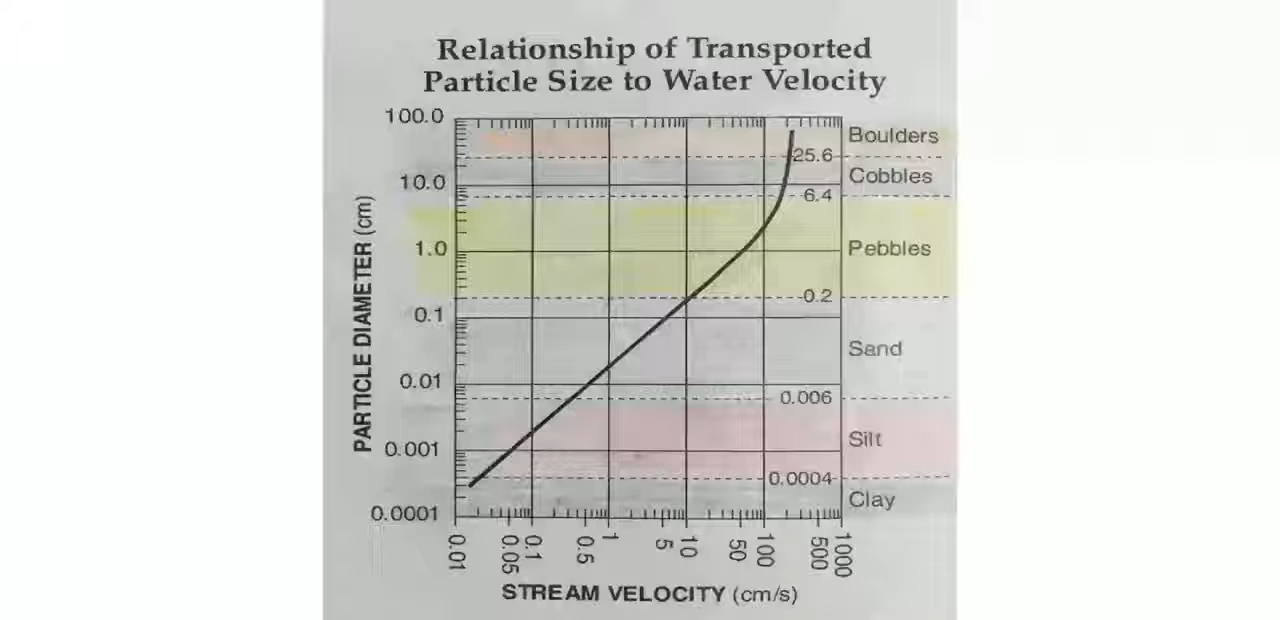 Relationship of Transported
Particle Size to Water Velocity
100.0
10.0
1.0
0.1
0.01
0.001
0.0001
PARTICLE DIAMETER (cm)
25.6
6.4
0.2
0.006
0.0004
Boulders
Cobbles
Pebbles
Sand
Silt
Clay
0.01
0.05
0.1
0.5
1
5
10
50
100
500
1000
STREAM VELOCITY (cm/s)